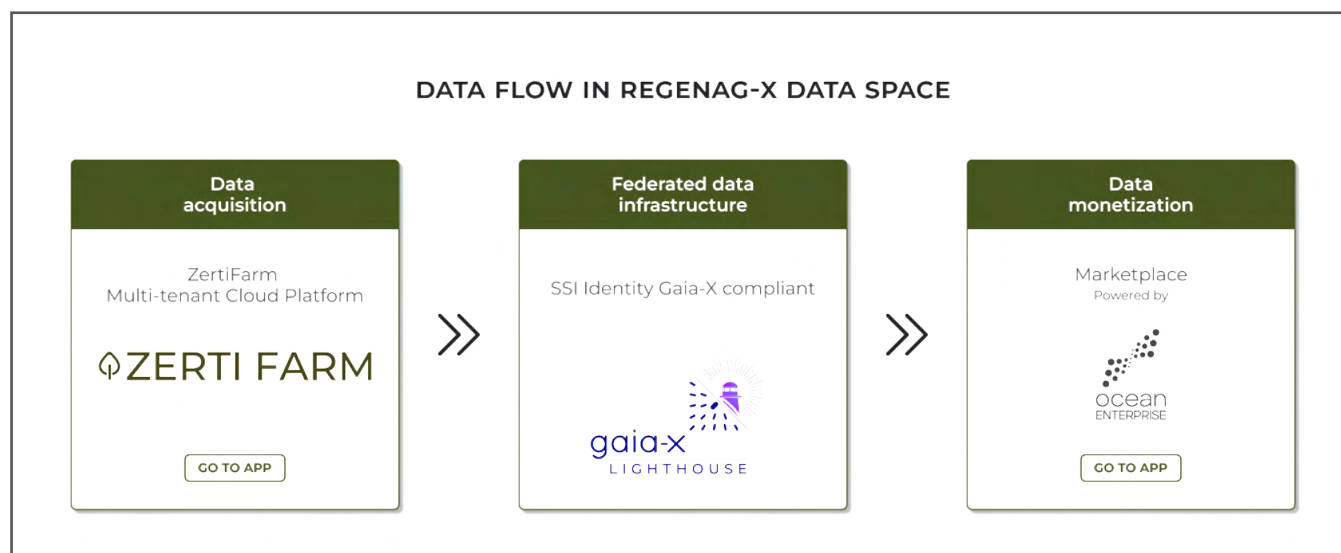 DATA FLOW IN REGENAG-X DATA SPACE
Data
acquisition
ZertiFarm
Multi-tenant Cloud Platform
ZERTI FARM
GO TO APP
Federated data
infrastructure
SSI Identity Gaia-X compliant
gaia-x
LIGHTHOUSE
Data
monetization
Marketplace
Powered by
ocean
ENTERPRISE
GO TO APP